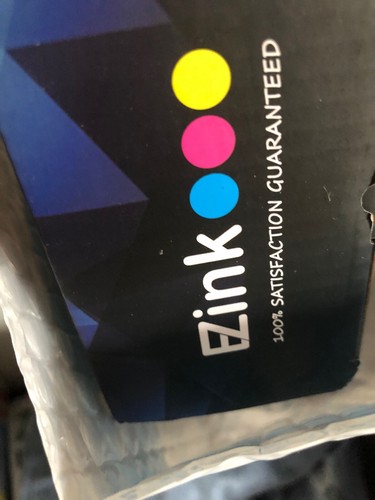 EZink
100% SATISFACTION GUARANTEED